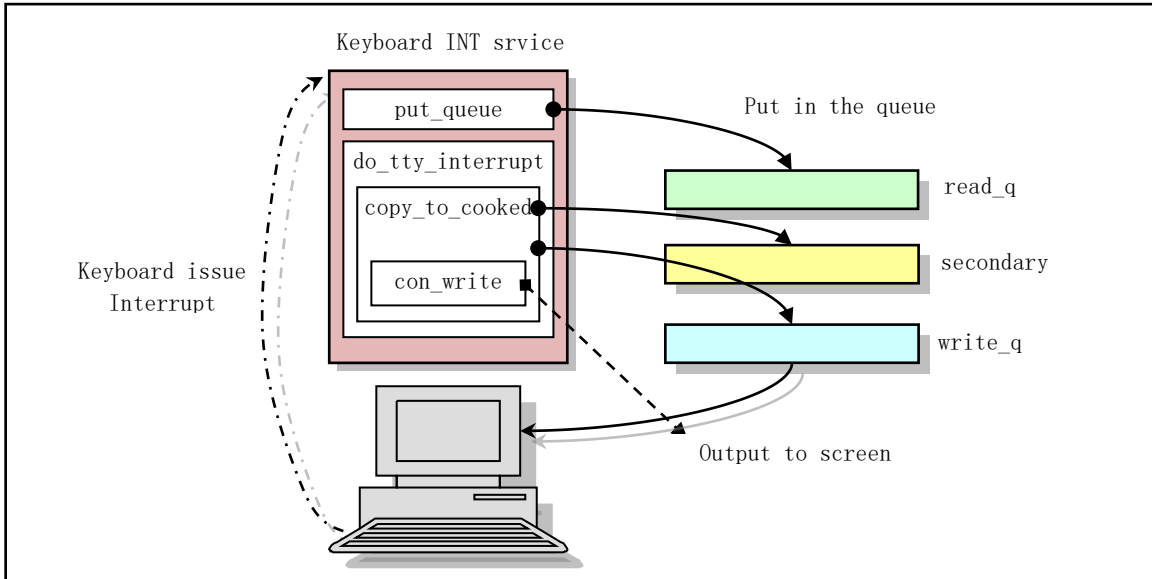 Keyboard INT srvice
put_queue
Put in the queue
do_tty_interrupt
read_q
copy_to_cooked
secondary
Keyboard issue
Interrupt
con_write
write_q
Output to screen